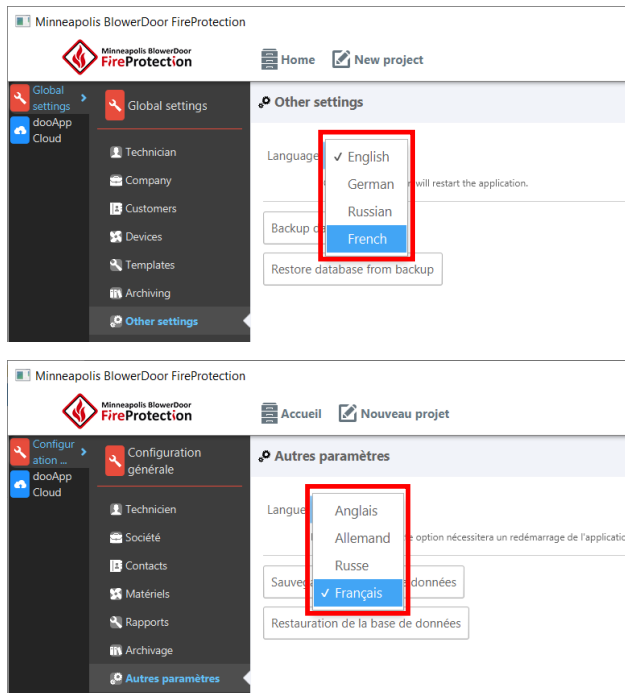 Minneapolis BlowerDoor FireProtection
Minneapolis BlowerDoor
FireProtection
Home
New project
Global settings
dooApp Cloud
Global settings
Technician
Company
Customers
Devices
Templates
Archiving
Other settings
Other settings
Language
✓ English
German
Russian
French
will restart the application.
Backup
Restore database from backup
Minneapolis BlowerDoor FireProtection
Minneapolis BlowerDoor
FireProtection
Accueil
Nouveau projet
Configur
ation ...
dooApp
Cloud
Configuration
générale
Technicien
Société
Contacts
Matériels
Rapports
Archivage
Autres paramètres
Autres paramètres
Langue
Anglais
Allemand
Russe
✓ Français
option nécessitera un redémarrage de l'applicatio
Sauveg
données
Restauration de la base de données